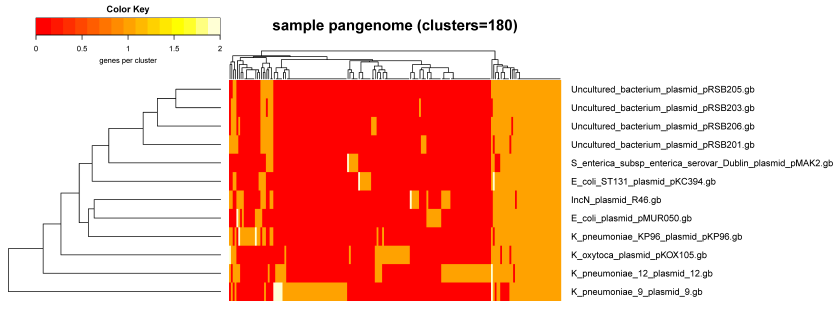 Color Key
0 0.5 1 1.5 2
genes per cluster
sample pangenome (clusters=180)
Uncultured_bacterium_plasmid_pRSB205.gb
Uncultured_bacterium_plasmid_pRSB203.gb
Uncultured_bacterium_plasmid_pRSB206.gb
Uncultured_bacterium_plasmid_pRSB201.gb
S_enterica_subsp_enterica_serovar_Dublin_plasmid_pMAK2.gb
E_coli_ST131_plasmid_pKC394.gb
IncN_plasmid_R46.gb
E_coli_plasmid_pMUR050.gb
K_pneumoniae_KP96_plasmid_pKP96.gb
K_oxytoca_plasmid_pKOX105.gb
K_pneumoniae_12_plasmid_12.gb
K_pneumoniae_9_plasmid_9.gb